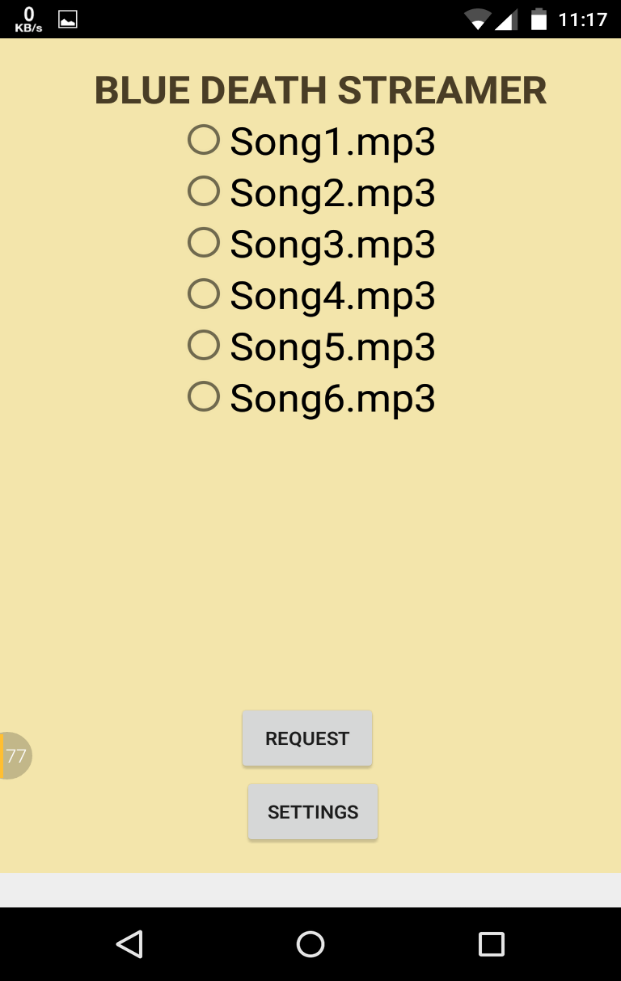 0
KB/s
11:17
BLUE DEATH STREAMER
Song1.mp3
Song2.mp3
Song3.mp3
Song4.mp3
Song5.mp3
Song6.mp3
REQUEST
77
SETTINGS